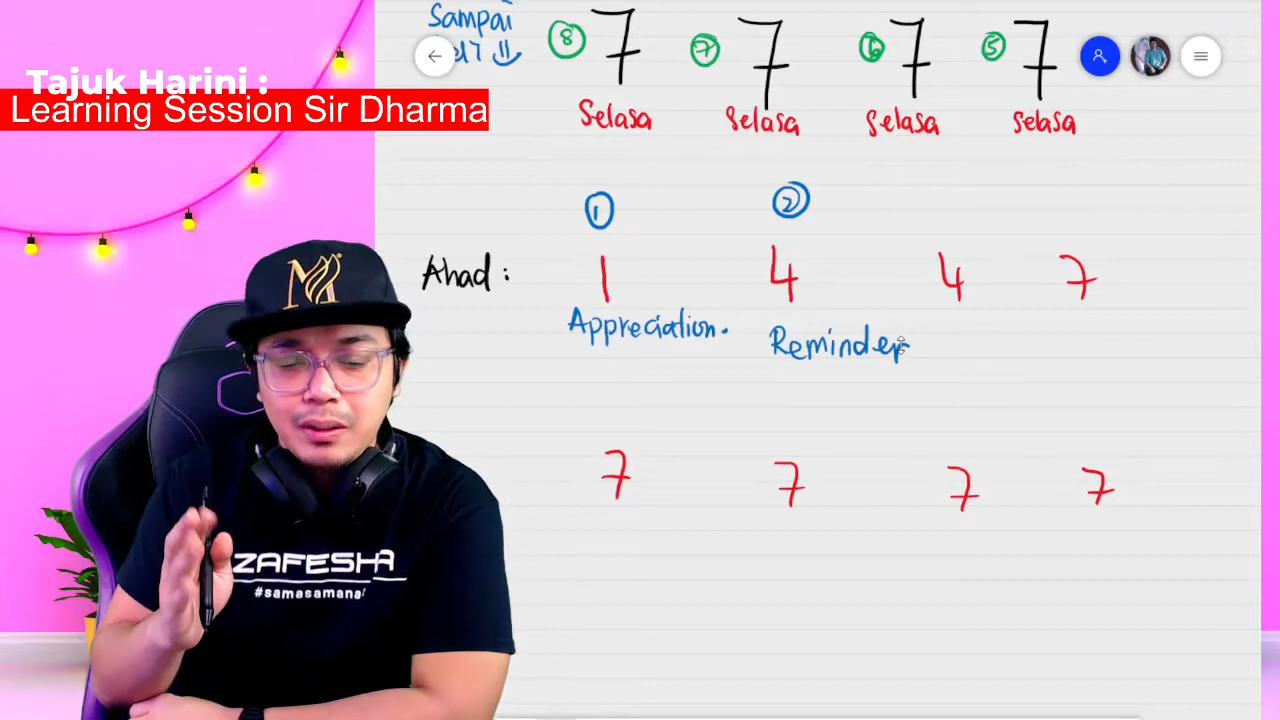 Tajuk Harini :
Learning Session Sir Dharma
Sampai
8 7 7 7 6 7 5 7
Selasa Selasa Selasa Selasa
1 2
Ahad : 1 4 4 7
Appreciation. Reminder
7 7 7 7
ZAFESHA
#samasamana